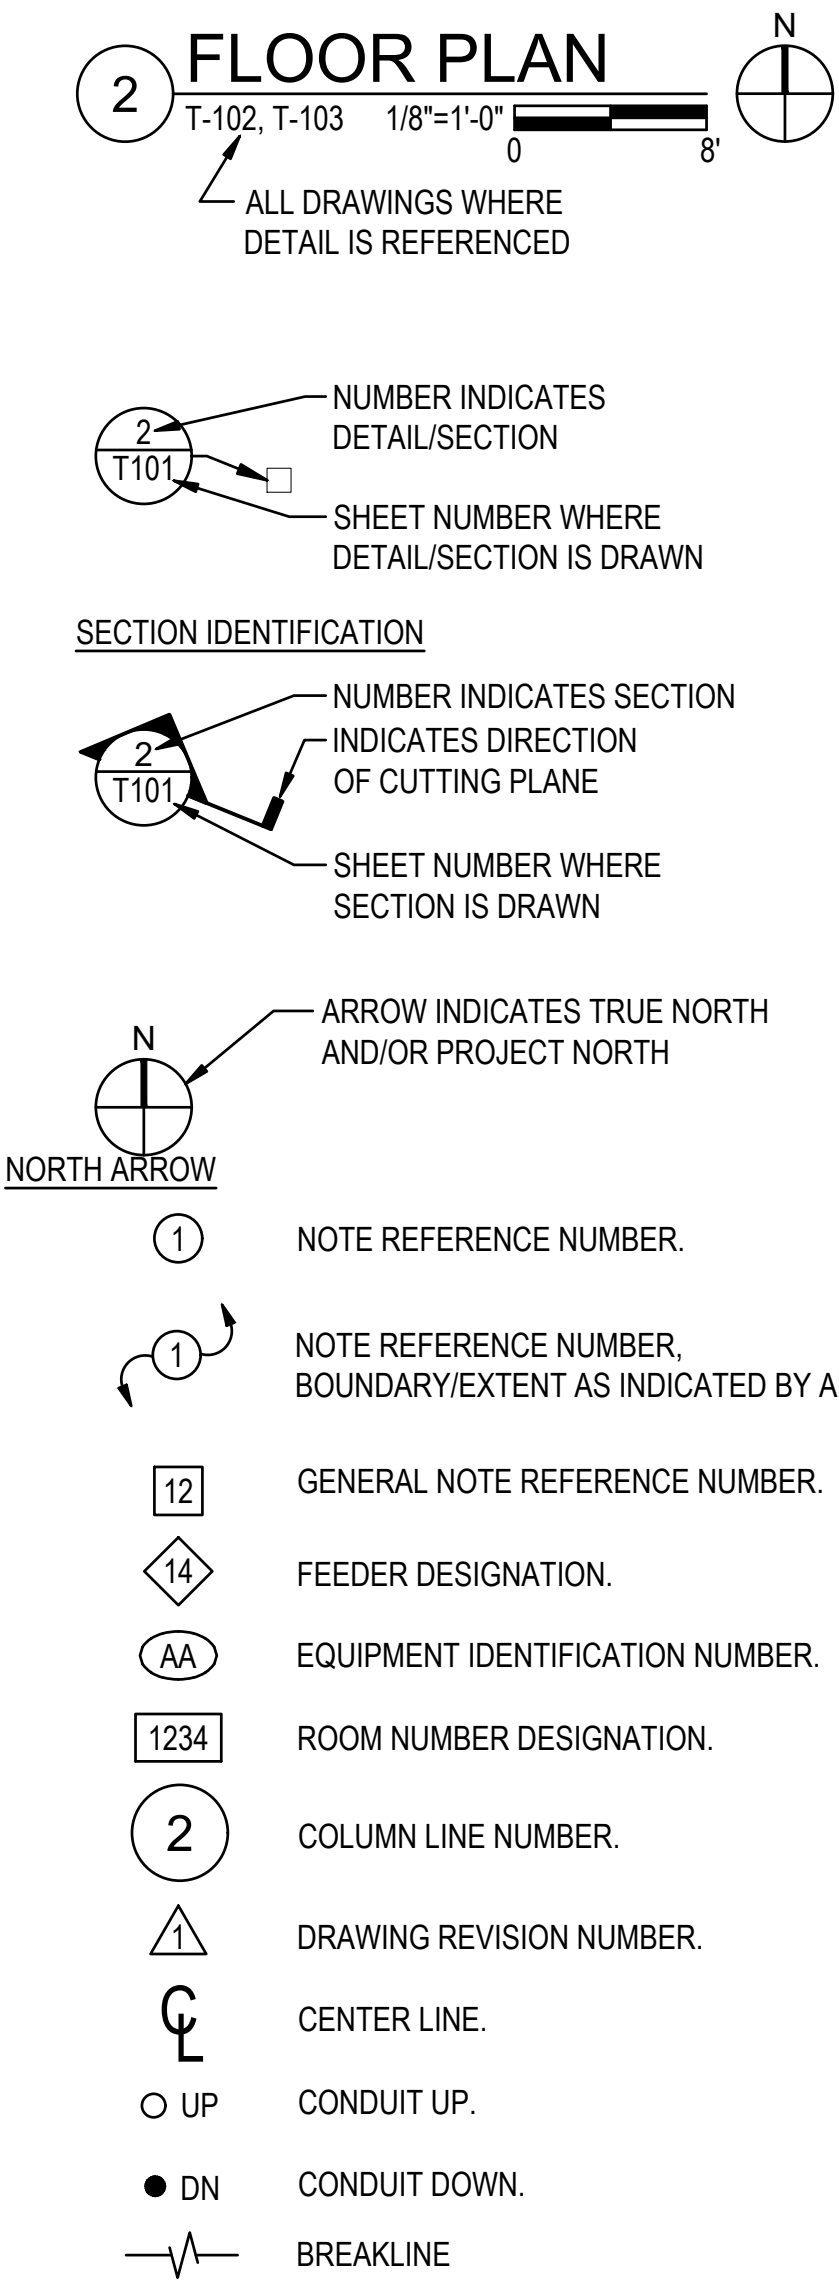 N
2 FLOOR PLAN
T-102, T-103 1/8"=1'-0"
0 8'
ALL DRAWINGS WHERE
DETAIL IS REFERENCED
NUMBER INDICATES
DETAIL/SECTION
2
T101
SHEET NUMBER WHERE
DETAIL/SECTION IS DRAWN
SECTION IDENTIFICATION
NUMBER INDICATES SECTION
INDICATES DIRECTION
OF CUTTING PLANE
2
T101
SHEET NUMBER WHERE
SECTION IS DRAWN
ARROW INDICATES TRUE NORTH
AND/OR PROJECT NORTH
N
NORTH ARROW
1 NOTE REFERENCE NUMBER.
1 NOTE REFERENCE NUMBER,
BOUNDARY/EXTENT AS INDICATED BY A
12 GENERAL NOTE REFERENCE NUMBER.
14 FEEDER DESIGNATION.
AA EQUIPMENT IDENTIFICATION NUMBER.
1234 ROOM NUMBER DESIGNATION.
2 COLUMN LINE NUMBER.
1 DRAWING REVISION NUMBER.
CL CENTER LINE.
UP CONDUIT UP.
DN CONDUIT DOWN.
BREAKLINE